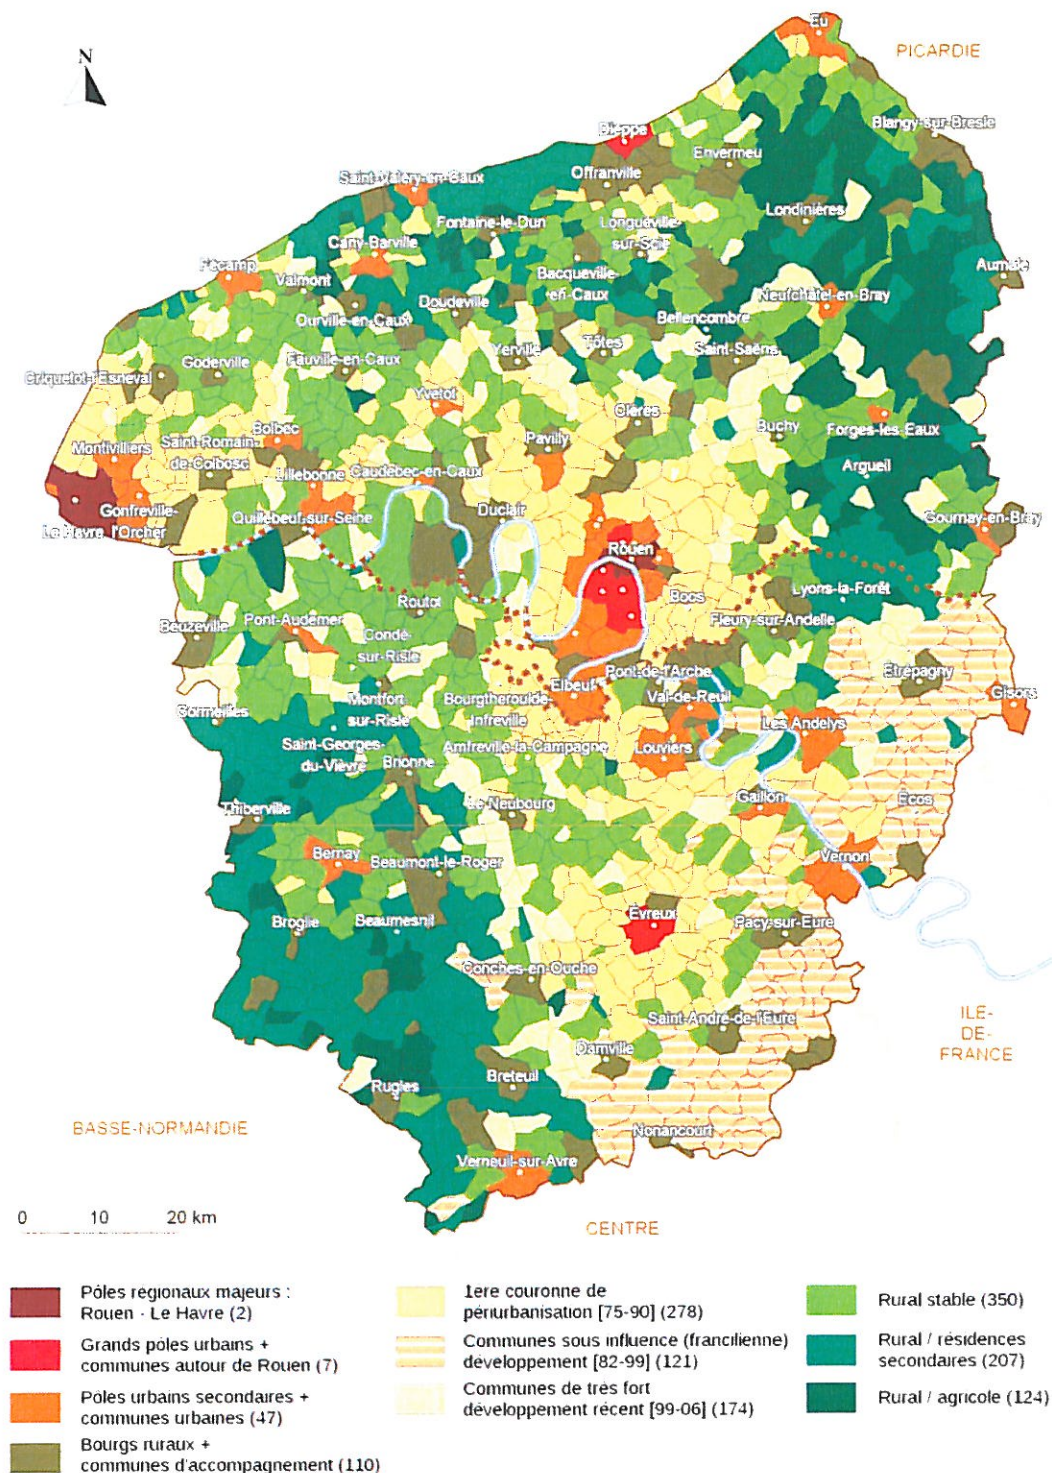 Eu
PICARDIE
N
Blangy-sur-Bresle
Dieppe
Envermeu
Offranville
Saint-Valery-en-Caux
Londinières
Fontaine-le-Dun
Longueville-
sur-Scie
Cany-Barville
Fécamp
Valmont
Bacqueville-
en-Caux
Aumale
Neufchâtel-en-Bray
Doudeville
Ourville-en-Caux
Bellencombre
Yerville
Tôtes
Saint-Saëns
Goderville
Fauville-en-Caux
Criquetot-l'Esneval
Yvetot
Clères
Buchy
Forges-les-Eaux
Bolbec
Pavilly
Montivilliers
Saint-Romain-
de-Colbosc
Lillebonne
Caudebec-en-Caux
Argueil
Gonfreville-
l'Orcher
Le Havre
Quillebeuf-sur-Seine
Duclair
Gournay-en-Bray
Rouen
Lyons-la-Forêt
Routot
Boos
Beuzeville
Pont-Audemer
Fleury-sur-Andelle
Condé-
sur-Risle
Pont-de-l'Arche
Étrépagny
Elbeuf
Val-de-Reuil
Gisors
Montfort-
sur-Risle
Bourgtheroulde-
Infreville
Cormeilles
Les Andelys
Saint-Georges-
du-Vièvre
Amfreville-la-Campagne
Louviers
Brionne
Le Neubourg
Gaillon
Écos
Thiberville
Bernay
Beaumont-le-Roger
Vernon
Broglie
Beaumesnil
Évreux
Pacy-sur-Eure
Conches-en-Ouche
Saint-André-de-l'Eure
ILE-
DE-
FRANCE
Damville
Rugles
Breteuil
BASSE-NORMANDIE
Nonancourt
Verneuil-sur-Avre
0 10 20 km
CENTRE
Pôles régionaux majeurs :
Rouen - Le Havre (2)
Grands pôles urbains +
communes autour de Rouen (7)
Pôles urbains secondaires +
communes urbaines (47)
Bourgs ruraux +
communes d'accompagnement (110)
1ere couronne de
périurbanisation [75-90] (278)
Communes sous influence (francilienne)
développement [82-99] (121)
Communes de très fort
développement récent [99-06] (174)
Rural stable (350)
Rural / résidences
secondaires (207)
Rural / agricole (124)